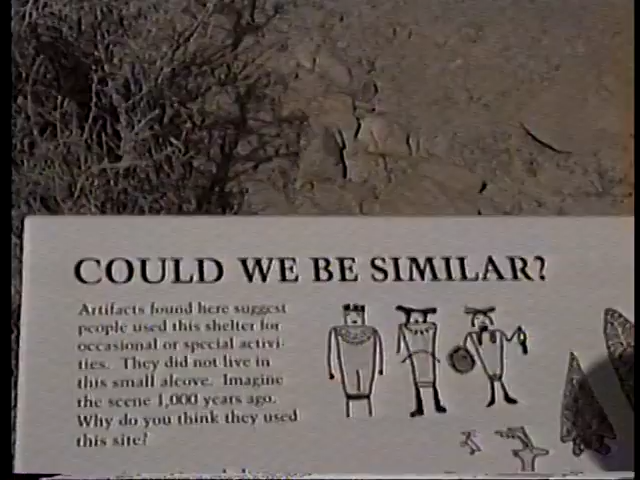 COULD WE BE SIMILAR?
Artifacts found here suggest
people used this shelter for
occasional or special activi-
ties. They did not live in
this small alcove. Imagine
the scene 1,000 years ago.
Why do you think they used
this site?